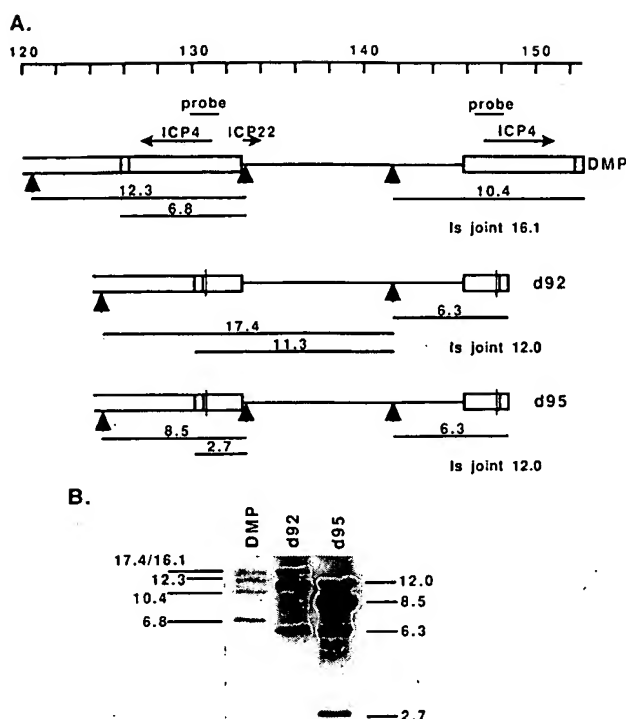 A.
120 130 140 150
probe probe
ICP4 ICP22 ICP4
DMP
12.3 10.4
6.8
Is joint 16.1
d92
6.3
17.4
11.3 Is joint 12.0
d95
8.5 6.3
2.7
Is joint 12.0
B.
DMP d92 d95
17.4/16.1
12.3 12.0
10.4 8.5
6.8 6.3
2.7